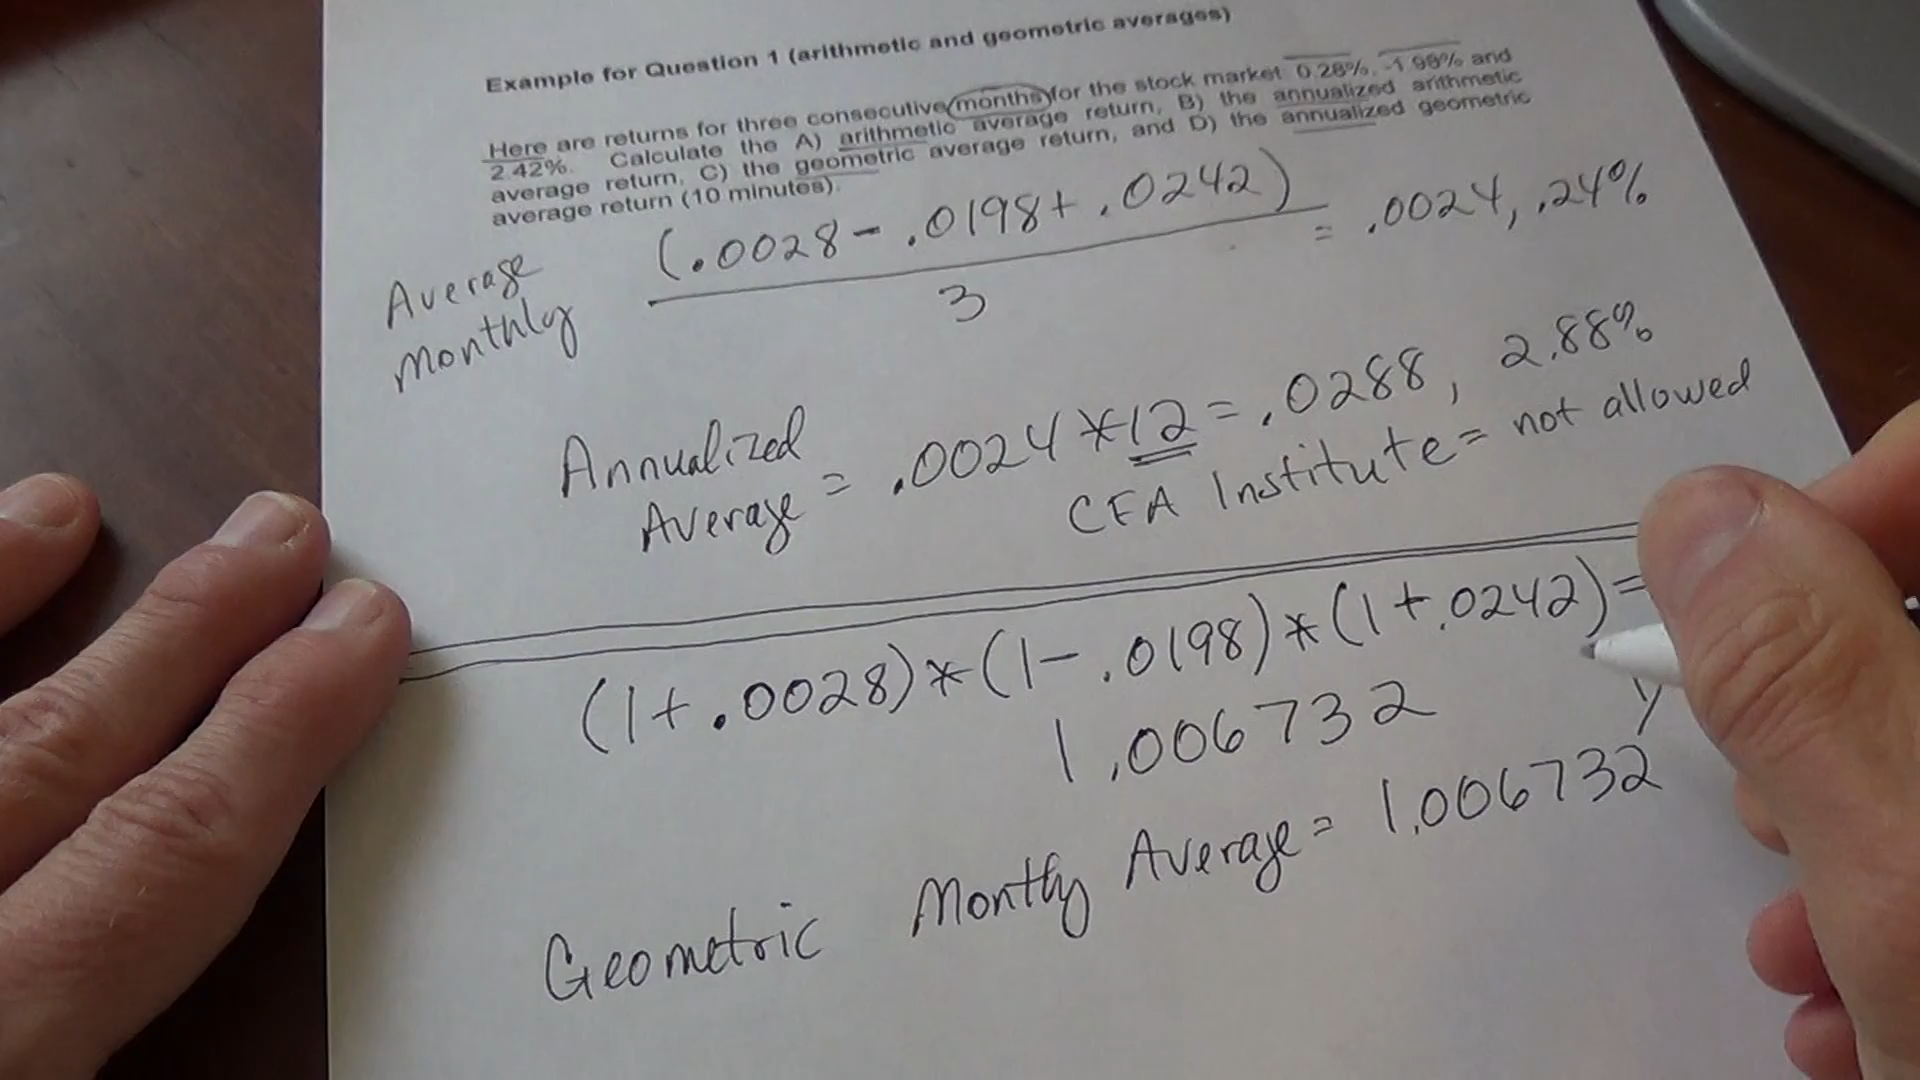 Example for Question 1 (arithmetic and geometric averages)
Here are returns for three consecutive months for the stock market 0.28%, -1.98% and
2.42%. Calculate the A) arithmetic average return, B) the annualized arithmetic
average return, C) the geometric average return, and D) the annualized geometric
average return (10 minutes).
Average
monthly
(.0028 - .0198 + .0242)
3
= .0024, .24%
Annualized
Average = .0024 * 12 = .0288, 2.88%
CFA Institute = not allowed
(1+.0028)*(1-.0198)*(1+.0242)=
1.006732
Geometric Montly Average = 1.006732